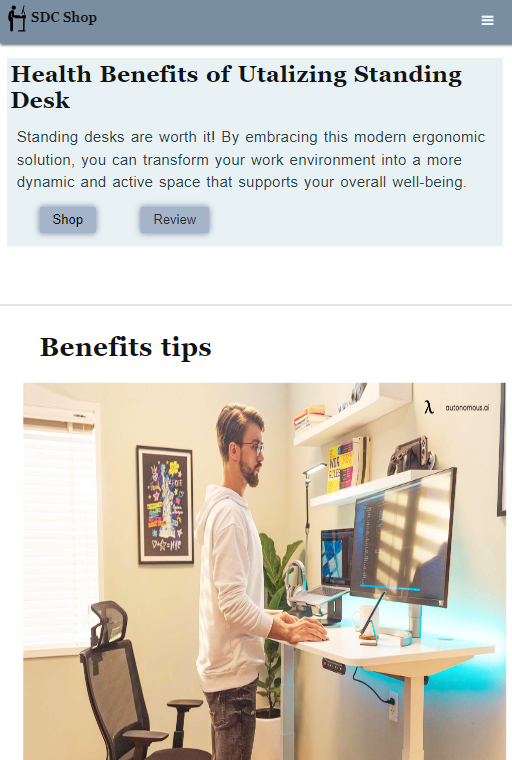 SDC Shop
Health Benefits of Utalizing Standing
Desk
Standing desks are worth it! By embracing this modern ergonomic
solution, you can transform your work environment into a more
dynamic and active space that supports your overall well-being.
Shop
Review
Benefits tips
autonomous.ai